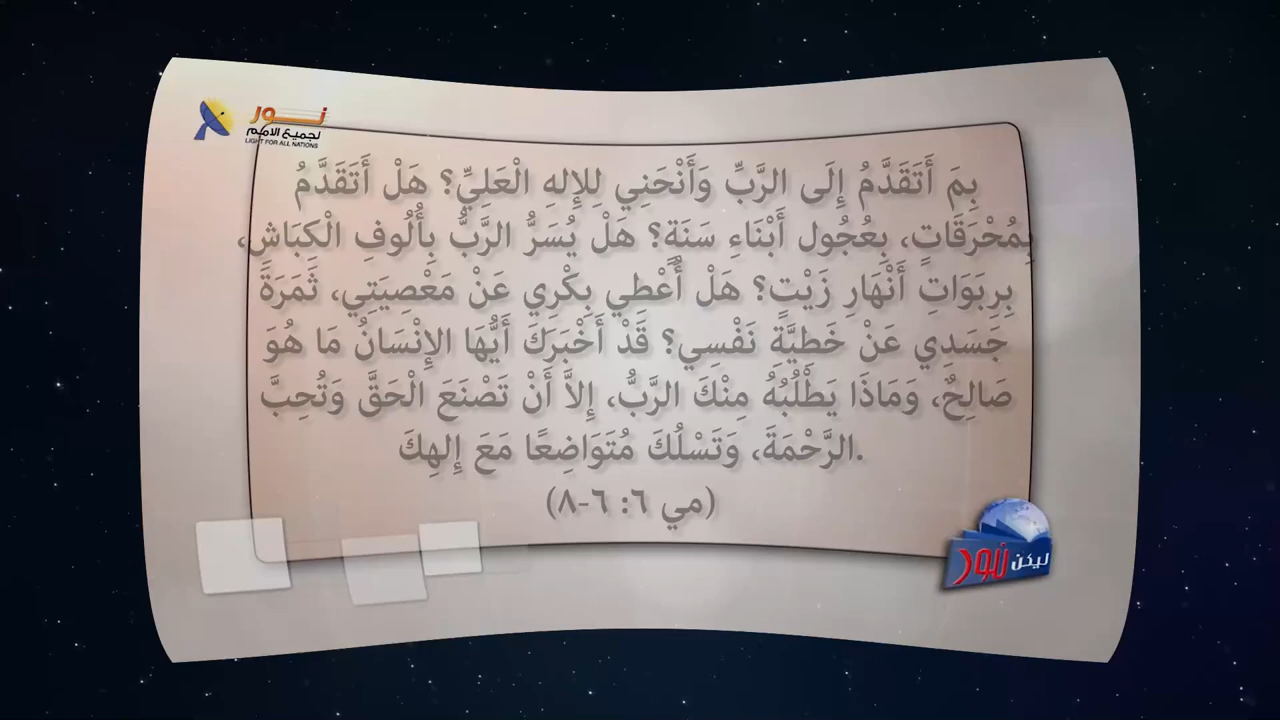 نور
لجميع الامم
LIGHT FOR ALL NATIONS
بِمَ أَتَقَدَّمُ إِلَى الرَّبِّ وَأَنْحَنِي لِلإِلهِ الْعَلِيِّ؟ هَلْ أَتَقَدَّمُ
بِمُحْرَقَاتٍ، بِعُجُول أَبْنَاءِ سَنَةٍ؟ هَلْ يُسَرُّ الرَّبُّ بِأُلُوفِ الْكِبَاشِ،
بِرِبَوَاتِ أَنْهَارِ زَيْتٍ؟ هَلْ أُعْطِي بِكْرِي عَنْ مَعْصِيَتِي، ثَمَرَةَ
جَسَدِي عَنْ خَطِيَّةِ نَفْسِي؟ قَدْ أَخْبَرَكَ أَيُّهَا الإِنْسَانُ مَا هُوَ
صَالِحٌ، وَمَاذَا يَطْلُبُهُ مِنْكَ الرَّبُّ، إِلاَّ أَنْ تَصْنَعَ الْحَقَّ وَتُحِبَّ
الرَّحْمَةَ، وَتَسْلُكَ مُتَوَاضِعًا مَعَ إِلهِكَ.
(مي ٦: ٦-٨)
ليكن نور